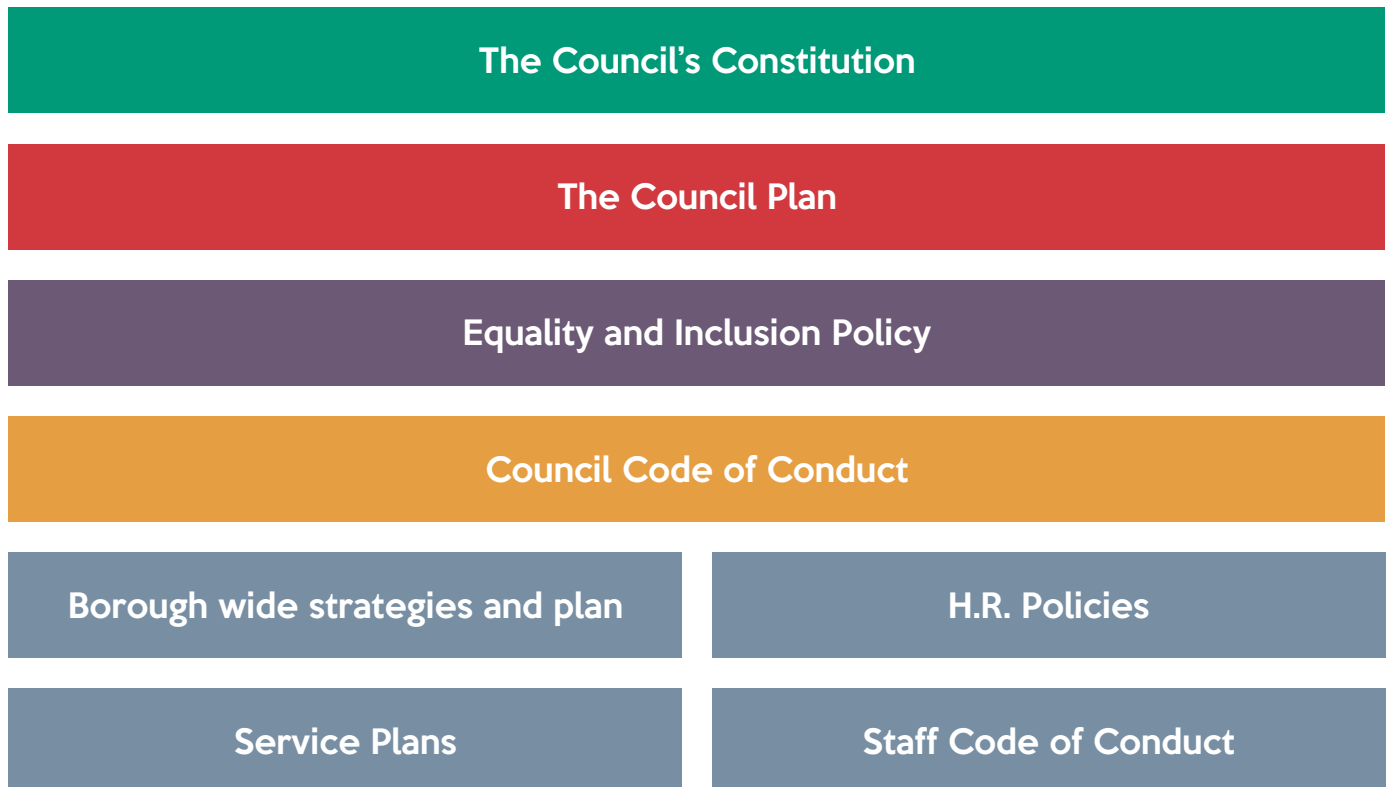 The Council’s Constitution
The Council Plan
Equality and Inclusion Policy
Council Code of Conduct
Borough wide strategies and plan
H.R. Policies
Service Plans
Staff Code of Conduct